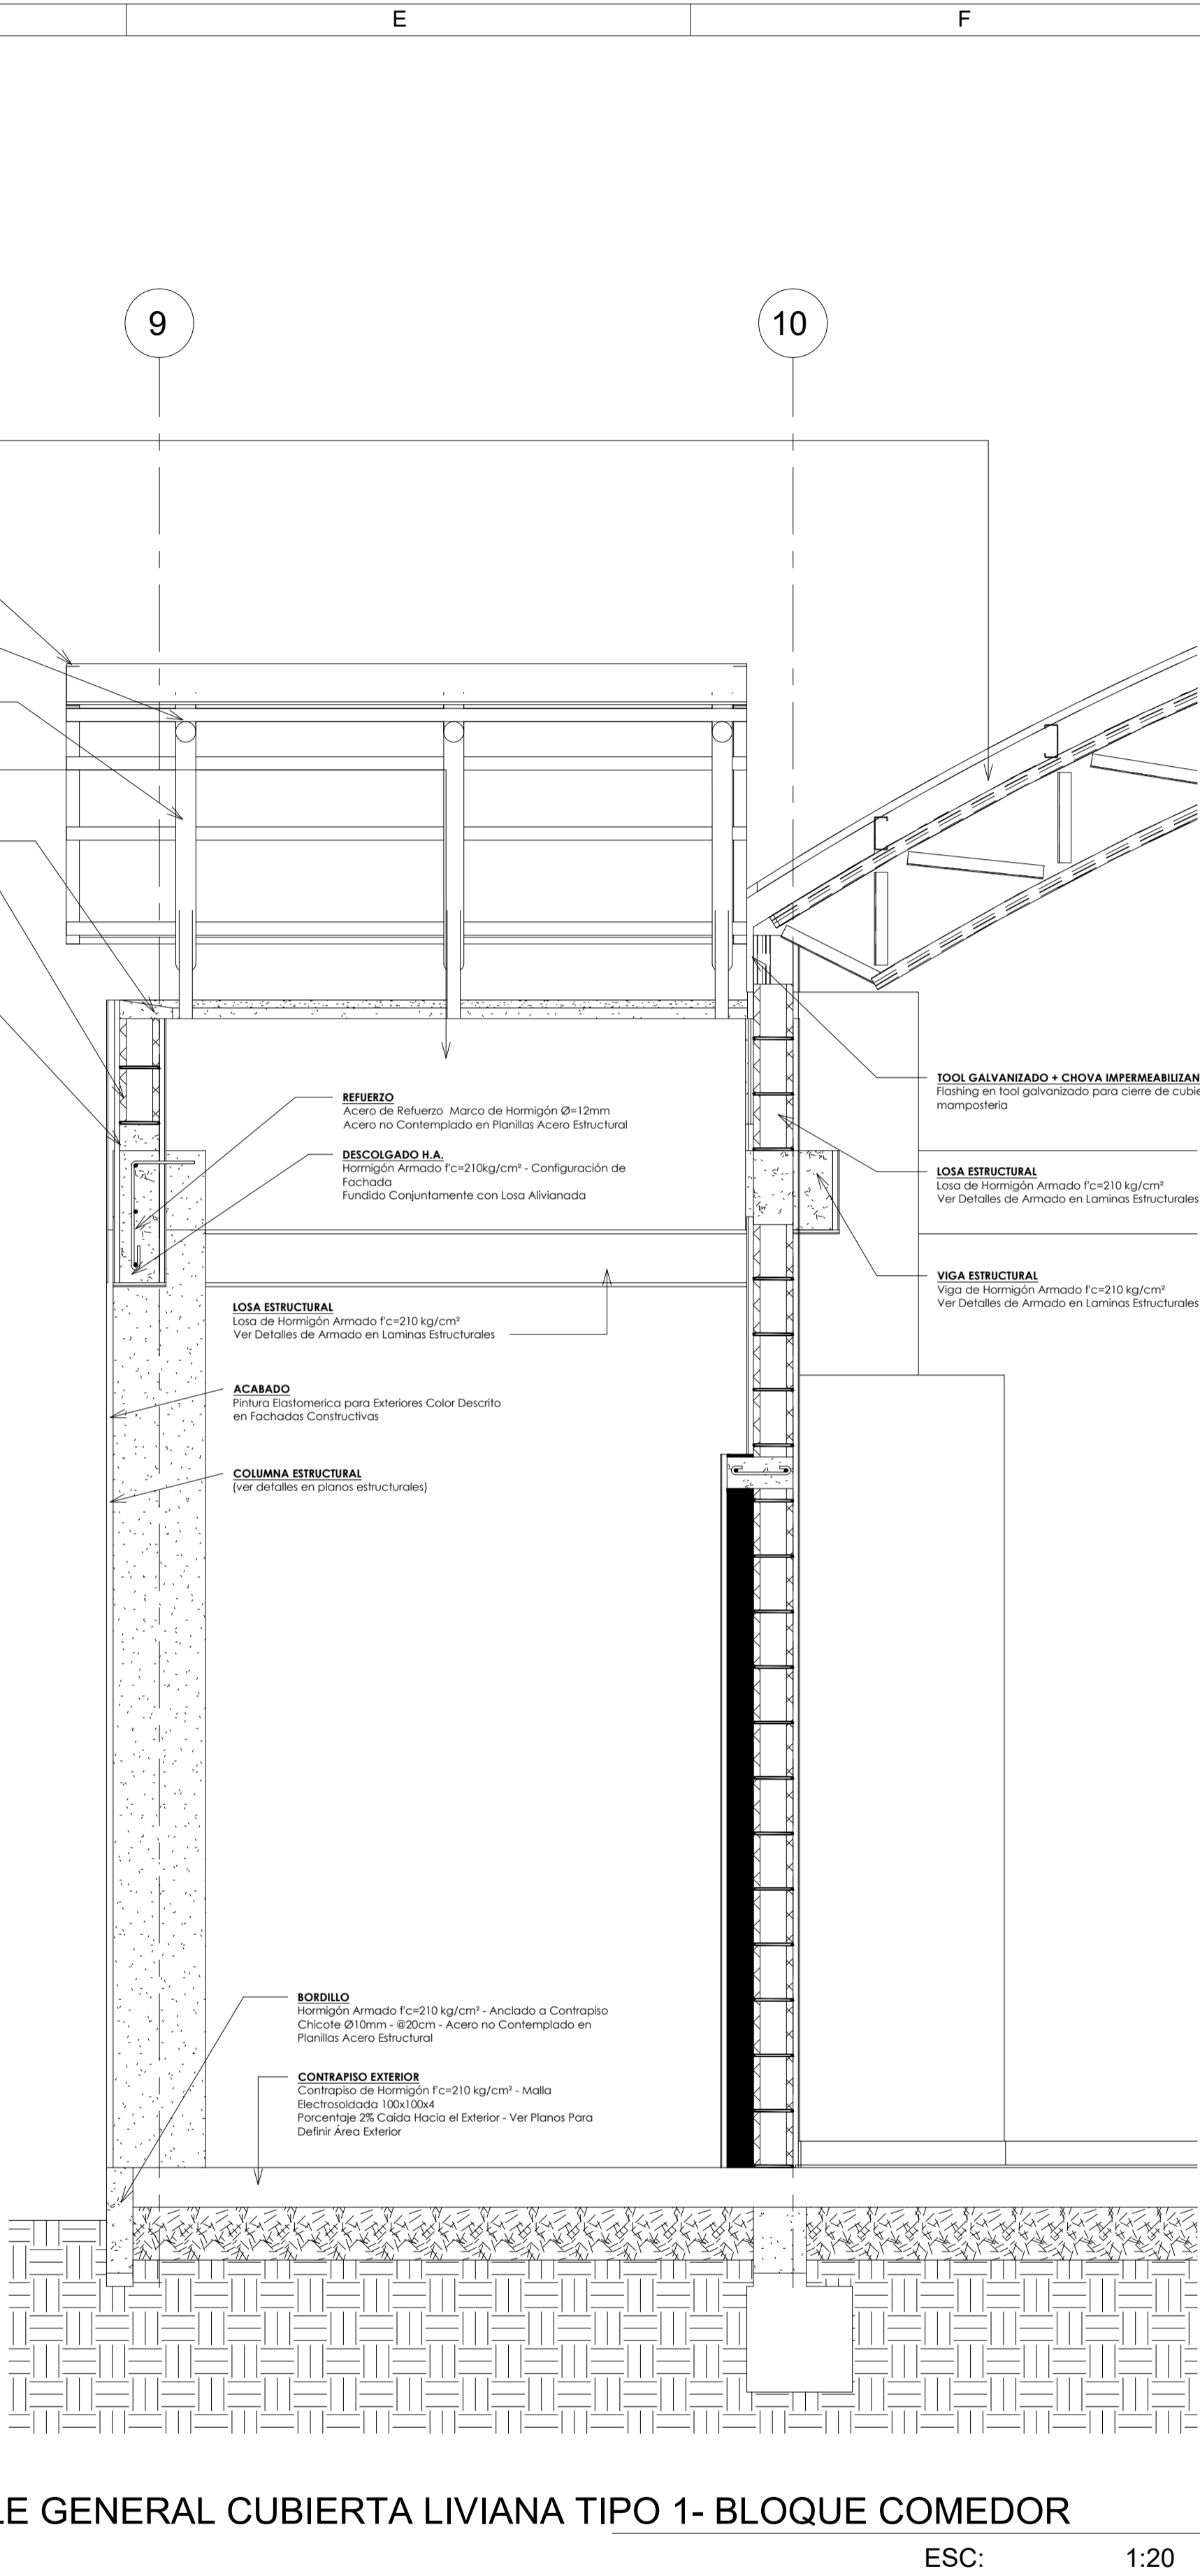 E
F
9
10
REFUERZO
Acero de Refuerzo Marco de Hormigón Ø=12mm
Acero no Contemplado en Planillas Acero Estructural
DESCOLGADO H.A.
Hormigón Armado f'c=210kg/cm² - Configuración de
Fachada
Fundido Conjuntamente con Losa Alivianada
TOOL GALVANIZADO + CHOVA IMPERMEABILIZAN
Flashing en tool galvanizado para cierre de cubie
mamposteria
LOSA ESTRUCTURAL
Losa de Hormigón Armado f'c=210 kg/cm²
Ver Detalles de Armado en Laminas Estructurales
VIGA ESTRUCTURAL
Viga de Hormigón Armado f'c=210 kg/cm²
Ver Detalles de Armado en Laminas Estructurales
LOSA ESTRUCTURAL
Losa de Hormigón Armado f'c=210 kg/cm²
Ver Detalles de Armado en Laminas Estructurales
ACABADO
Pintura Elastomerica para Exteriores Color Descrito
en Fachadas Constructivas
COLUMNA ESTRUCTURAL
(ver detalles en planos estructurales)
BORDILLO
Hormigón Armado f'c=210 kg/cm² - Anclado a Contrapiso
Chicote Ø10mm - @20cm - Acero no Contemplado en
Planillas Acero Estructural
CONTRAPISO EXTERIOR
Contrapiso de Hormigón f'c=210 kg/cm² - Malla
Electrosoldada 100x100x4
Porcentaje 2% Caída Hacia el Exterior - Ver Planos Para
Definir Área Exterior
LE GENERAL CUBIERTA LIVIANA TIPO 1- BLOQUE COMEDOR
ESC: 1:20